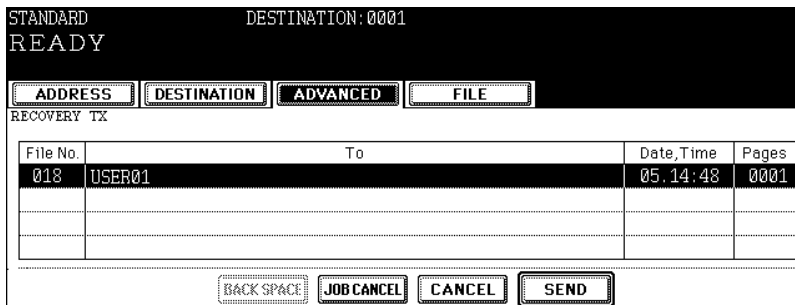 STANDARD DESTINATION:0001
READY
ADDRESS DESTINATION ADVANCED FILE
RECOVERY TX
File No. To Date,Time Pages
018 USER01 05.14:48 0001
BACK SPACE JOB CANCEL CANCEL SEND